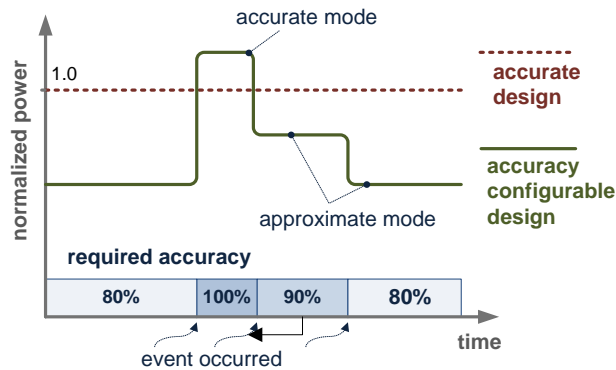 accurate mode
1.0
accurate
design
normalized power
accuracy
configurable
design
approximate mode
required accuracy
80%
100%
90%
80%
time
event occurred